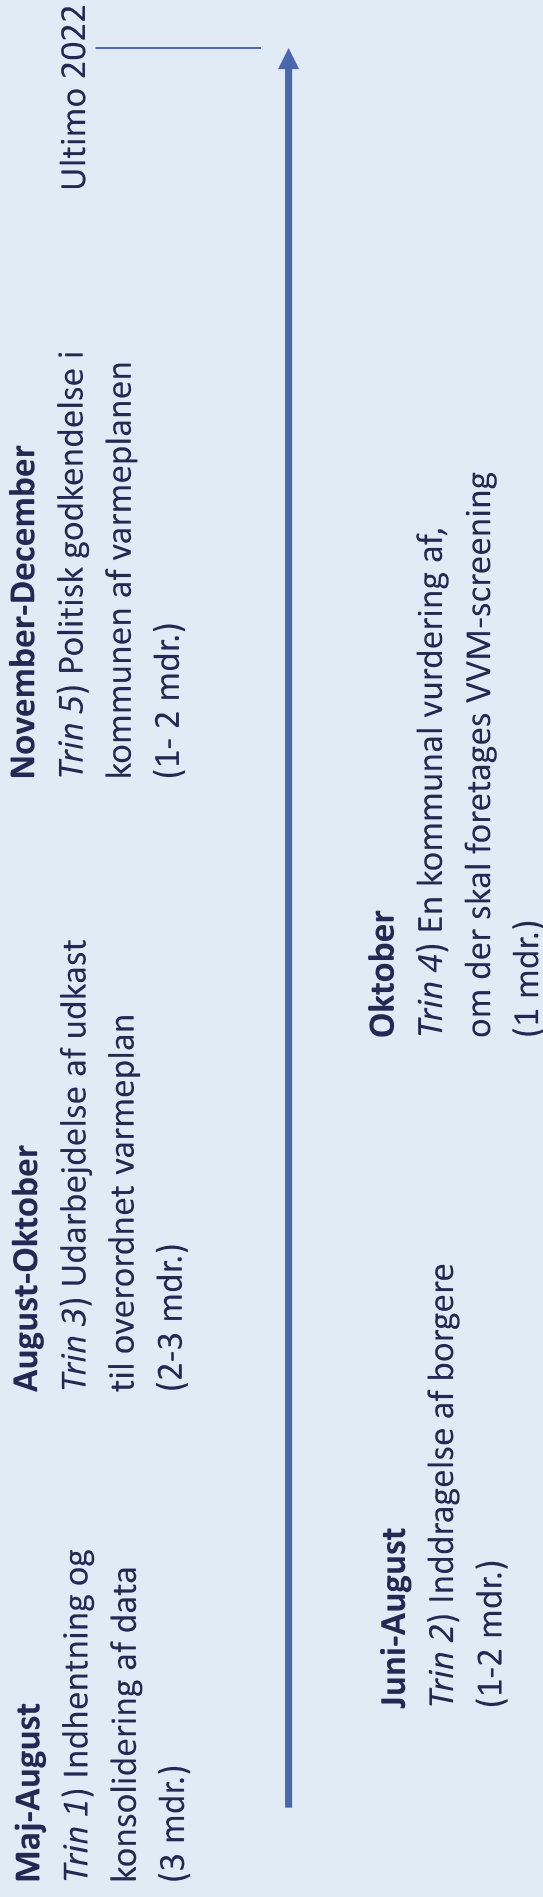 Maj-August
Trin 1) Indhentning og
konsolidering af data
(3 mdr.)
Juni-August
Trin 2) Inddragelse af borgere
(1-2 mdr.)
August-Oktober
Trin 3) Udarbejdelse af udkast
til overordnet varmeplan
(2-3 mdr.)
Oktober
Trin 4) En kommunal vurdering af,
om der skal foretages VVM-screening
(1 mdr.)
November-December
Trin 5) Politisk godkendelse i
kommunen af varmeplanen
(1- 2 mdr.)
Ultimo 2022